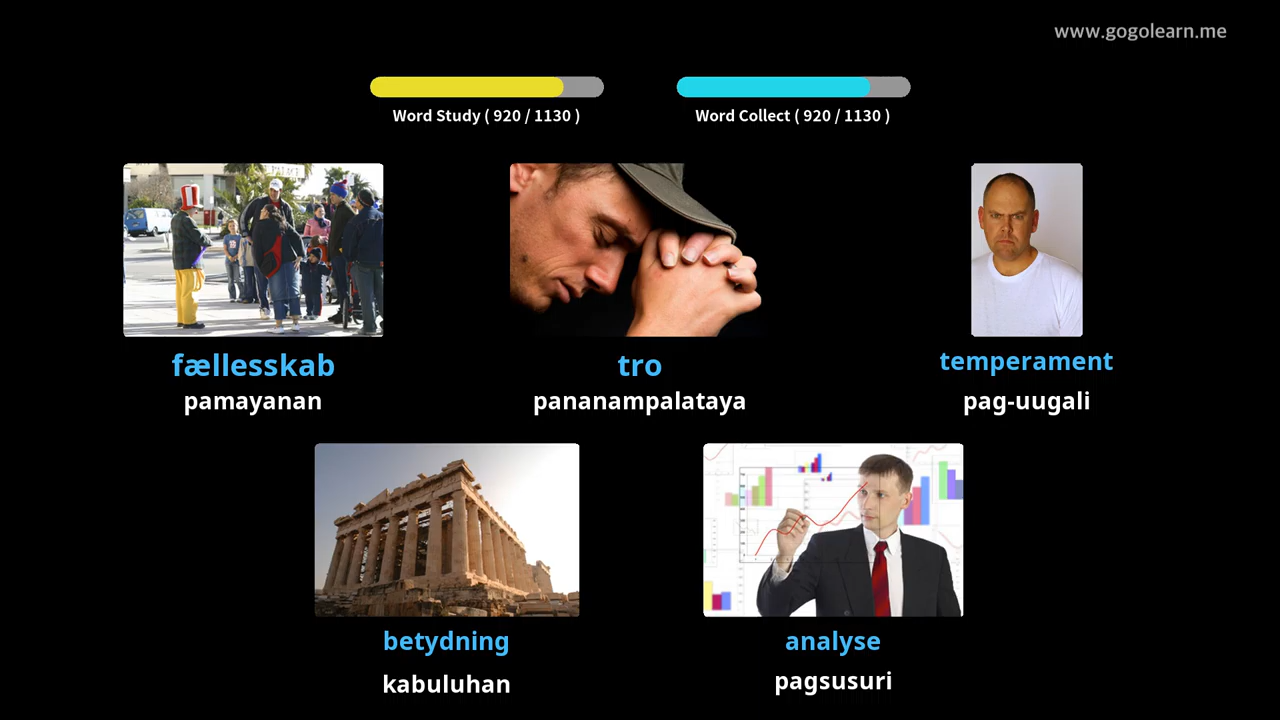 www.gogolearn.me
Word Study ( 920 / 1130 )
Word Collect ( 920 / 1130 )
fællesskab
pamayanan
tro
pananampalataya
temperament
pag-uugali
betydning
kabuluhan
analyse
pagsusuri